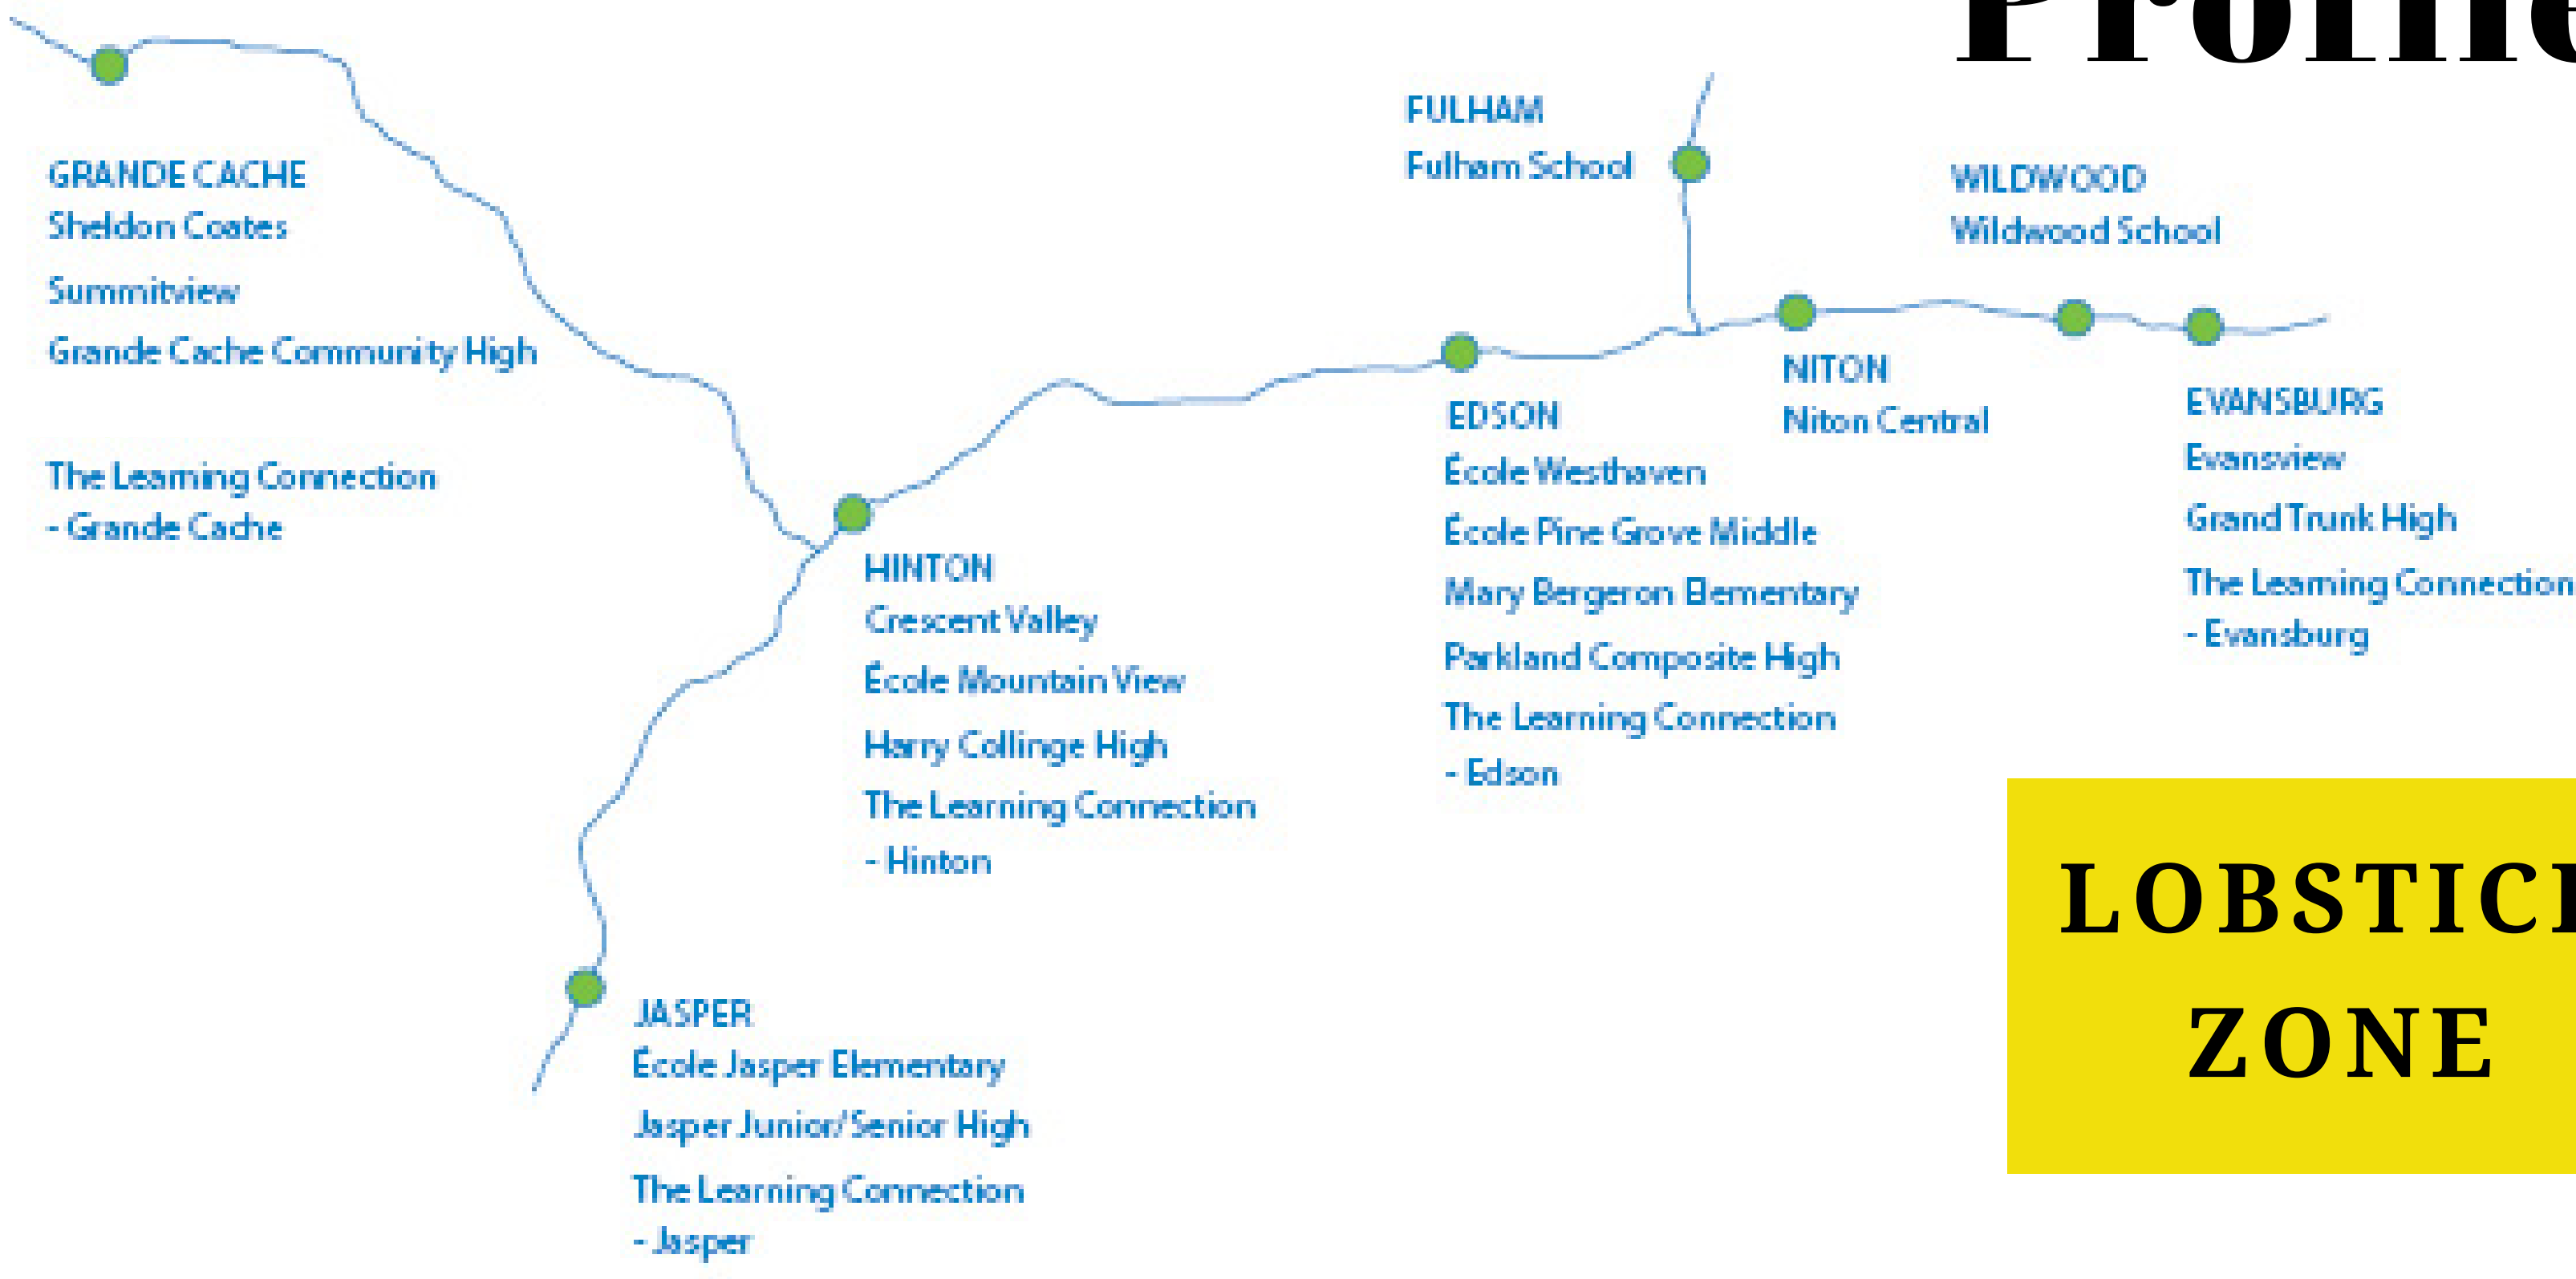 GRANDE CACHE
Sheldon Coates
Summitview
Grande Cache Community High
The Learning Connection
- Grande Cache
HINTON
Crescent Valley
École Mountain View
Harry Collinge High
The Learning Connection
- Hinton
JASPER
École Jasper Elementary
Jasper Junior/Senior High
The Learning Connection
- Jasper
FULHAM
Fulham School
EDSON
École Westhaven
École Pine Grove Middle
Mary Bergeron Elementary
Parkland Composite High
The Learning Connection
- Edson
NITON
Niton Central
WILDWOOD
Wildwood School
EVANSBURG
Evansview
Grand Trunk High
The Learning Connection
- Evansburg
ZONE